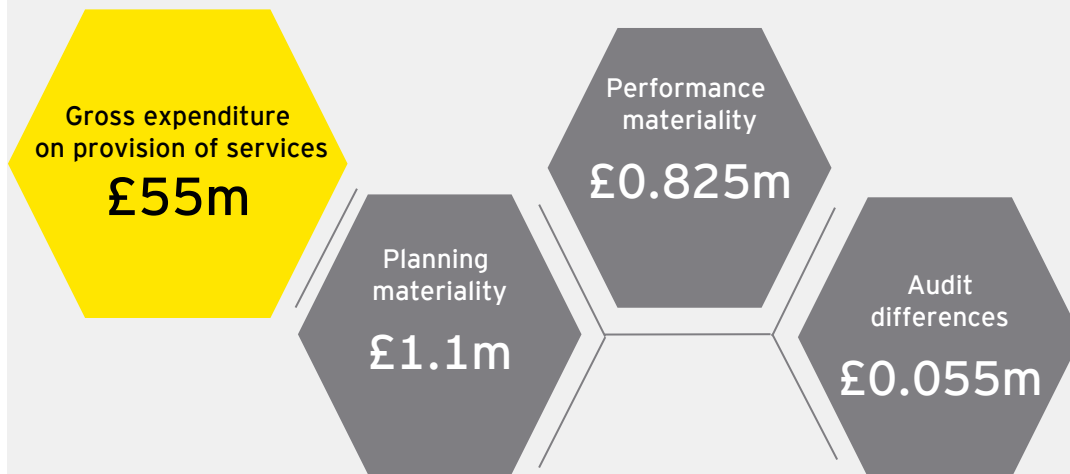 Gross expenditure
on provision of services
£55m
Planning
materiality
£1.1m
Performance
materiality
£0.825m
Audit
differences
£0.055m